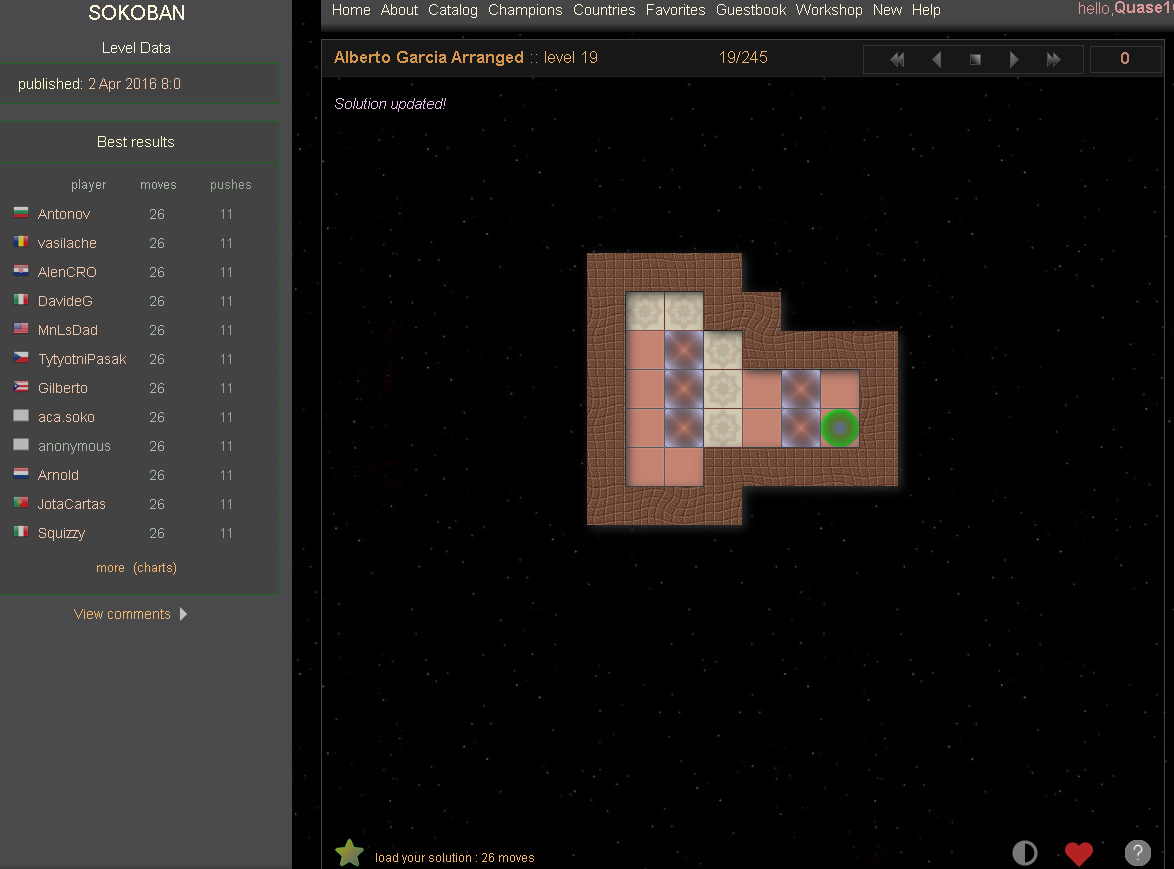 SOKOBAN
Level Data
published: 2 Apr 2016 8:0
Best results
player moves pushes
Antonov 26 11
vasilache 26 11
AlenCRO 26 11
DavideG 26 11
MnLsDad 26 11
TytyotniPasak 26 11
Gilberto 26 11
aca.soko 26 11
anonymous 26 11
Arnold 26 11
JotaCartas 26 11
Squizzy 26 11
more (charts)
View comments
Home About Catalog Champions Countries Favorites Guestbook Workshop New Help
hello,Quase1
Alberto Garcia Arranged :: level 19 19/245 0
Solution updated!
load your solution : 26 moves
?